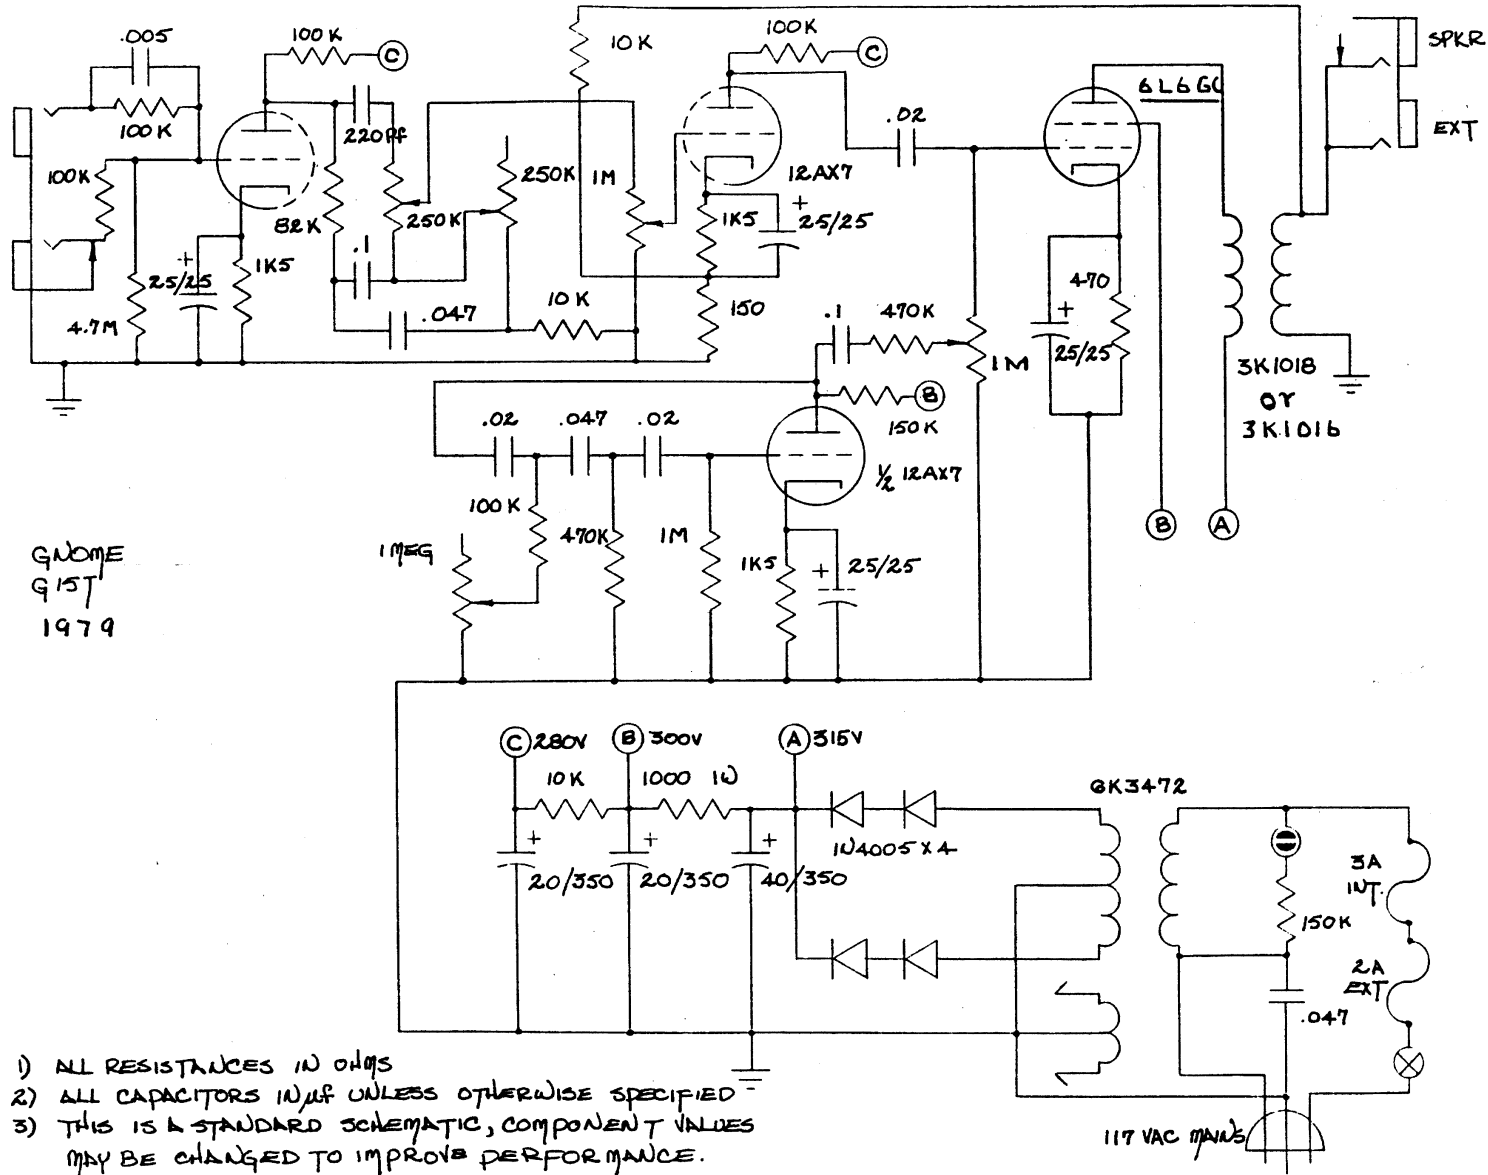 .005
100K
C
100K
100K
220Pf
82K
250K
250K
1M
.1
.047
10K
25/25
+
1K5
4.7M
10K
100K
C
12AX7
1K5
+
25/25
150
.02
6L6GC
SPKR
EXT
470
+
25/25
3K1018
or
3K1016
.1
470K
1M
B
150K
1/2 12AX7
.02
.047
.02
100K
1MEG
470K
1M
1K5
+
25/25
B
A
GNOME
G15T
1979
C 280V
B 300V
A 315V
10K
1000 1W
+
20/350
+
20/350
+
40/350
1N4005 X 4
GK3472
3A
INT.
150K
2A
EXT
.047
117 VAC MAINS
1) ALL RESISTANCES IN OHMS
2) ALL CAPACITORS IN µf UNLESS OTHERWISE SPECIFIED
3) THIS IS A STANDARD SCHEMATIC, COMPONENT VALUES
MAY BE CHANGED TO IMPROVE PERFORMANCE.